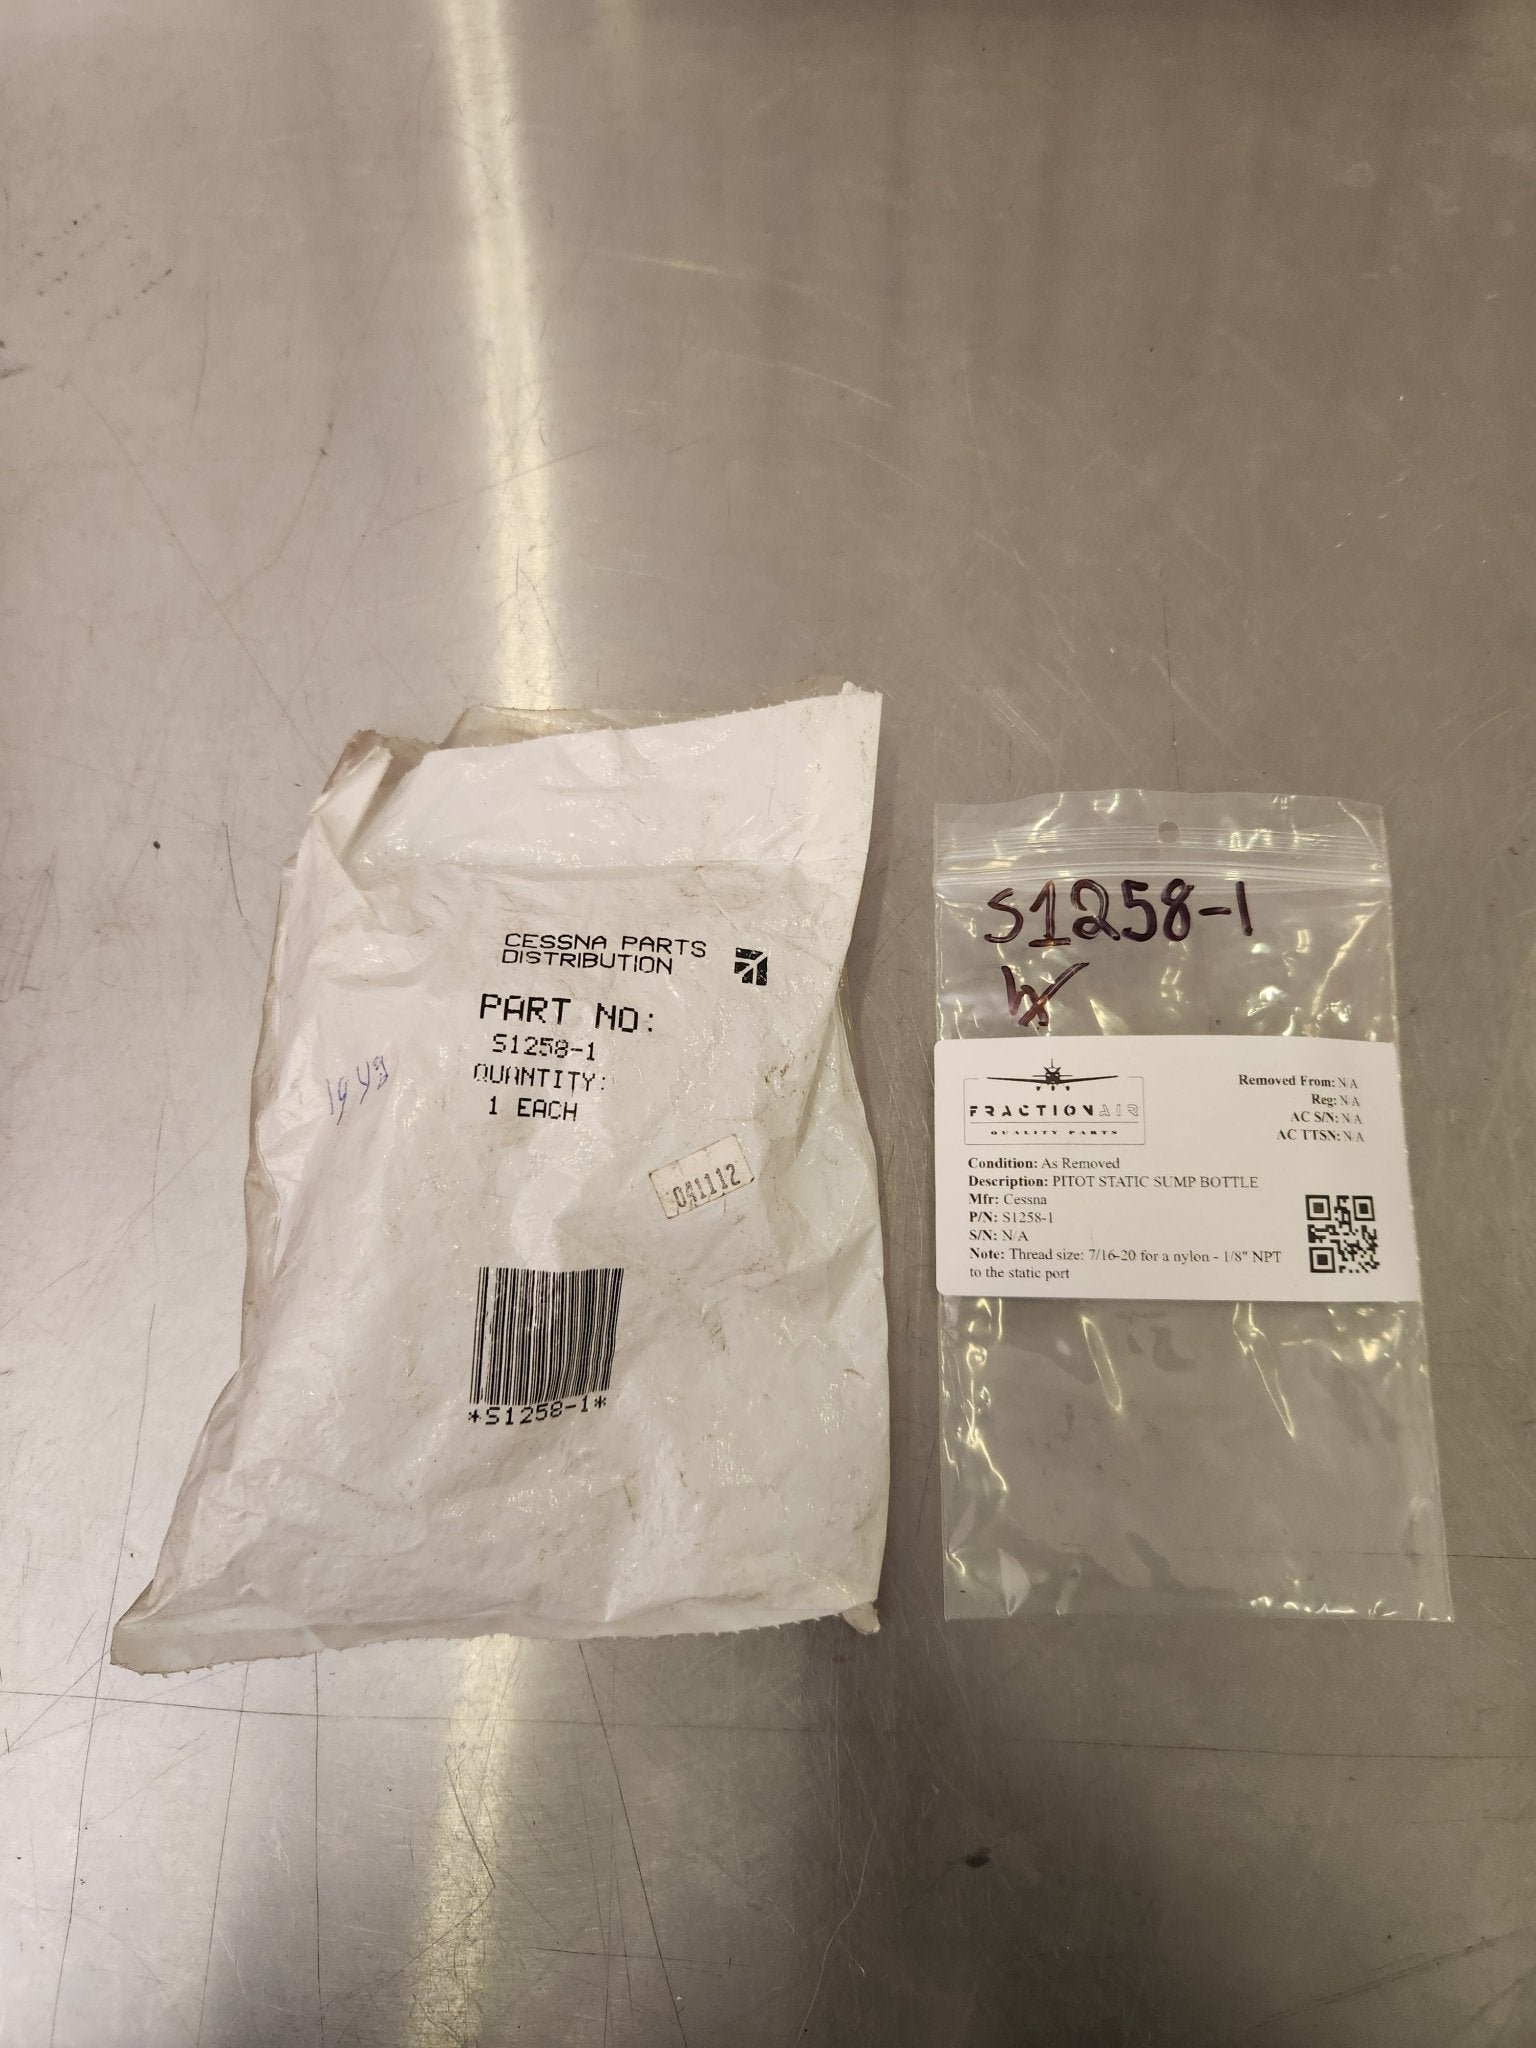 CESSNA PARTS
DISTRIBUTION
PART NO:
S1258-1
QUANTITY:
1 EACH
041112
*S1258-1*
S1258-1
FRACTIONAIR
QUALITY PARTS
Removed From: N/A
Reg: N/A
AC S/N: N/A
AC TTSN: N/A
Condition: As Removed
Description: PITOT STATIC SUMP BOTTLE
Mfr: Cessna
P/N: S1258-1
S/N: N/A
Note: Thread size: 7/16-20 for a nylon - 1/8" NPT
to the static port